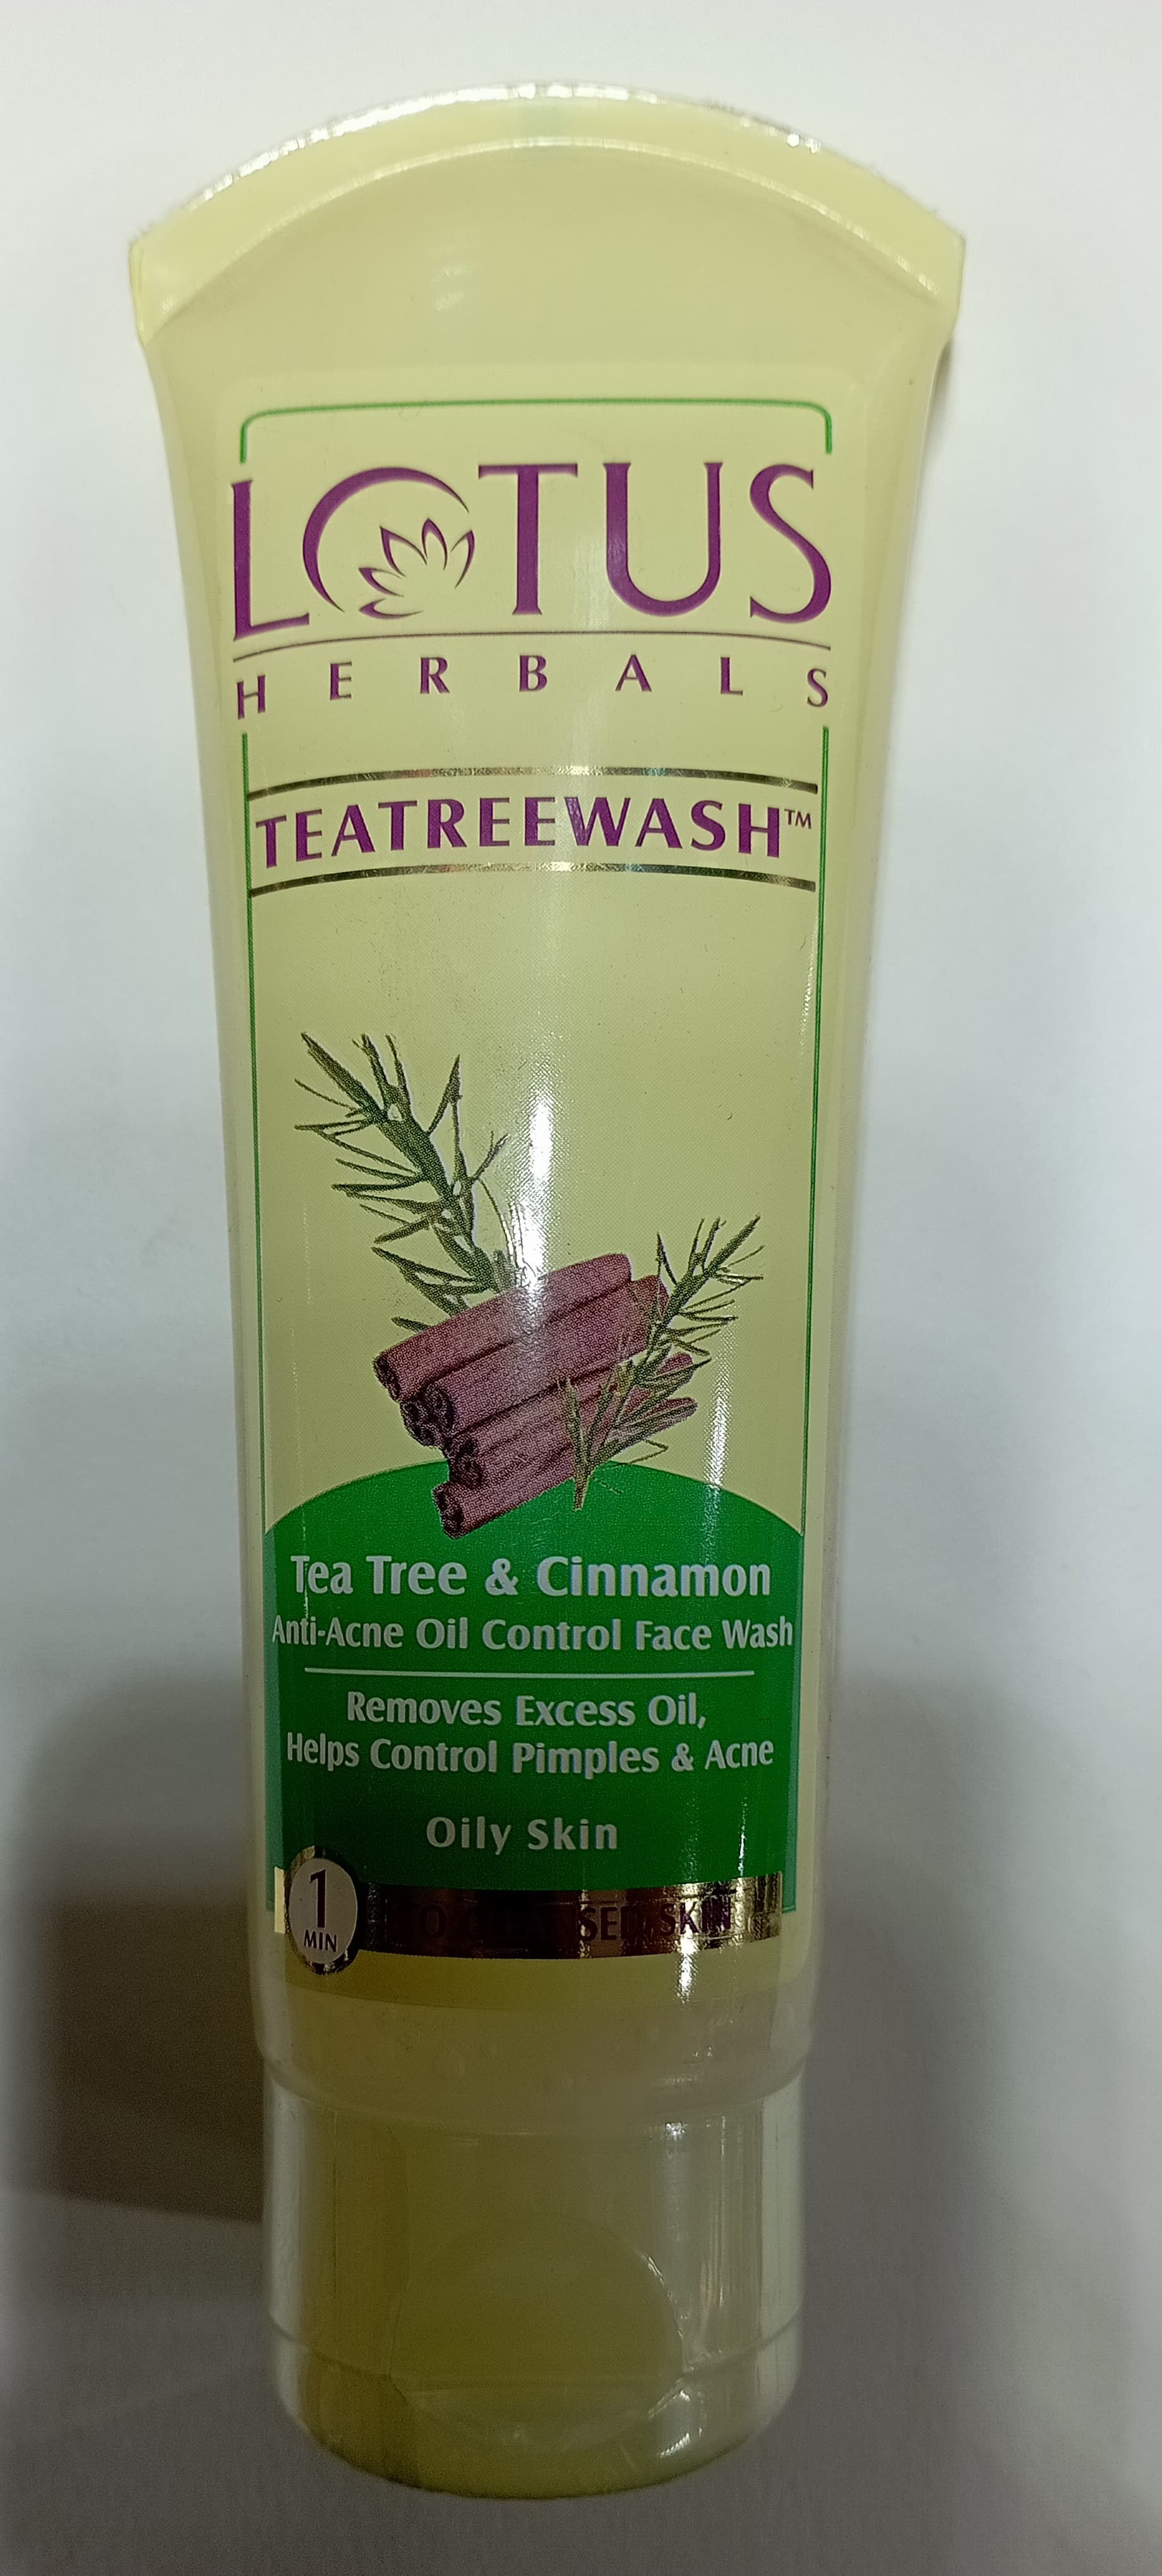 LOTUS
HERBALS
TEATREEWASH™
Tea Tree & Cinnamon
Anti-Acne Oil Control Face Wash
Removes Excess Oil,
Helps Control Pimples & Acne
Oily Skin
1
MIN
SKIN